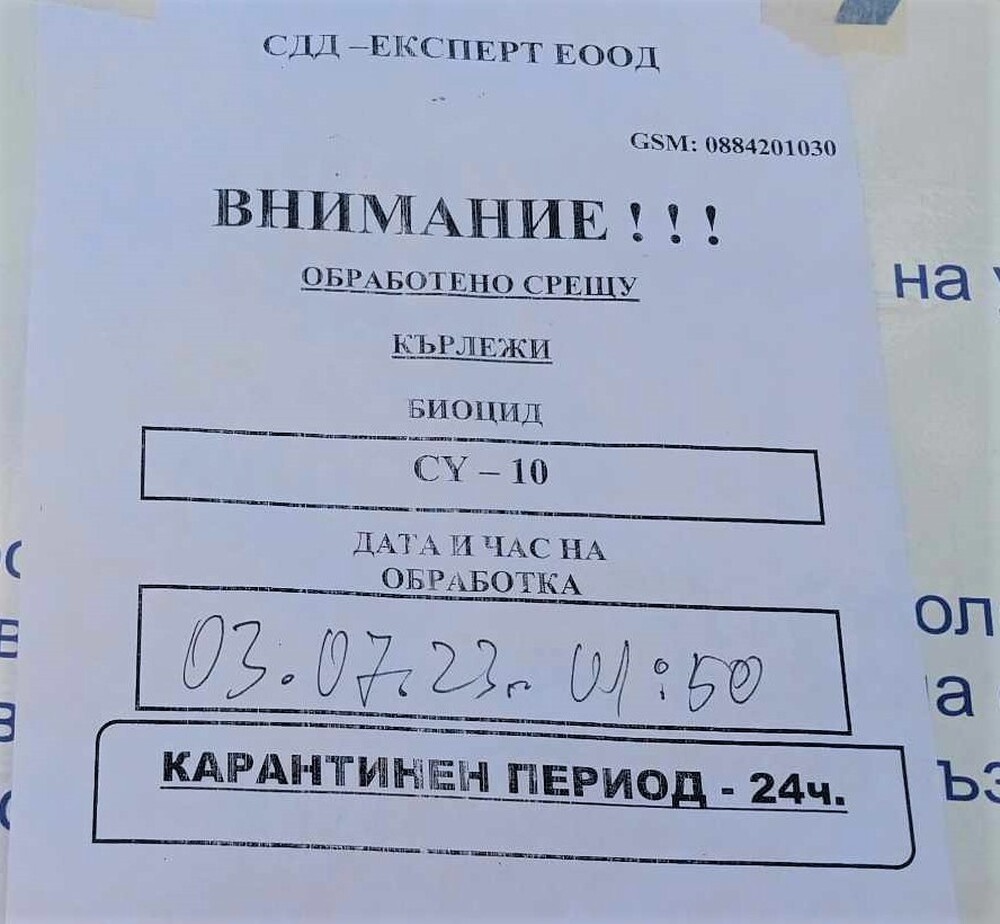 СДД –ЕКСПЕРТ ЕООД
GSM: 0884201030
ВНИМАНИЕ ! ! !
ОБРАБОТЕНО СРЕЩУ
КЪРЛЕЖИ
БИОЦИД
CY – 10
ДАТА И ЧАС НА
ОБРАБОТКА
03.07.23г. 01:50
КАРАНТИНЕН ПЕРИОД - 24ч.
на